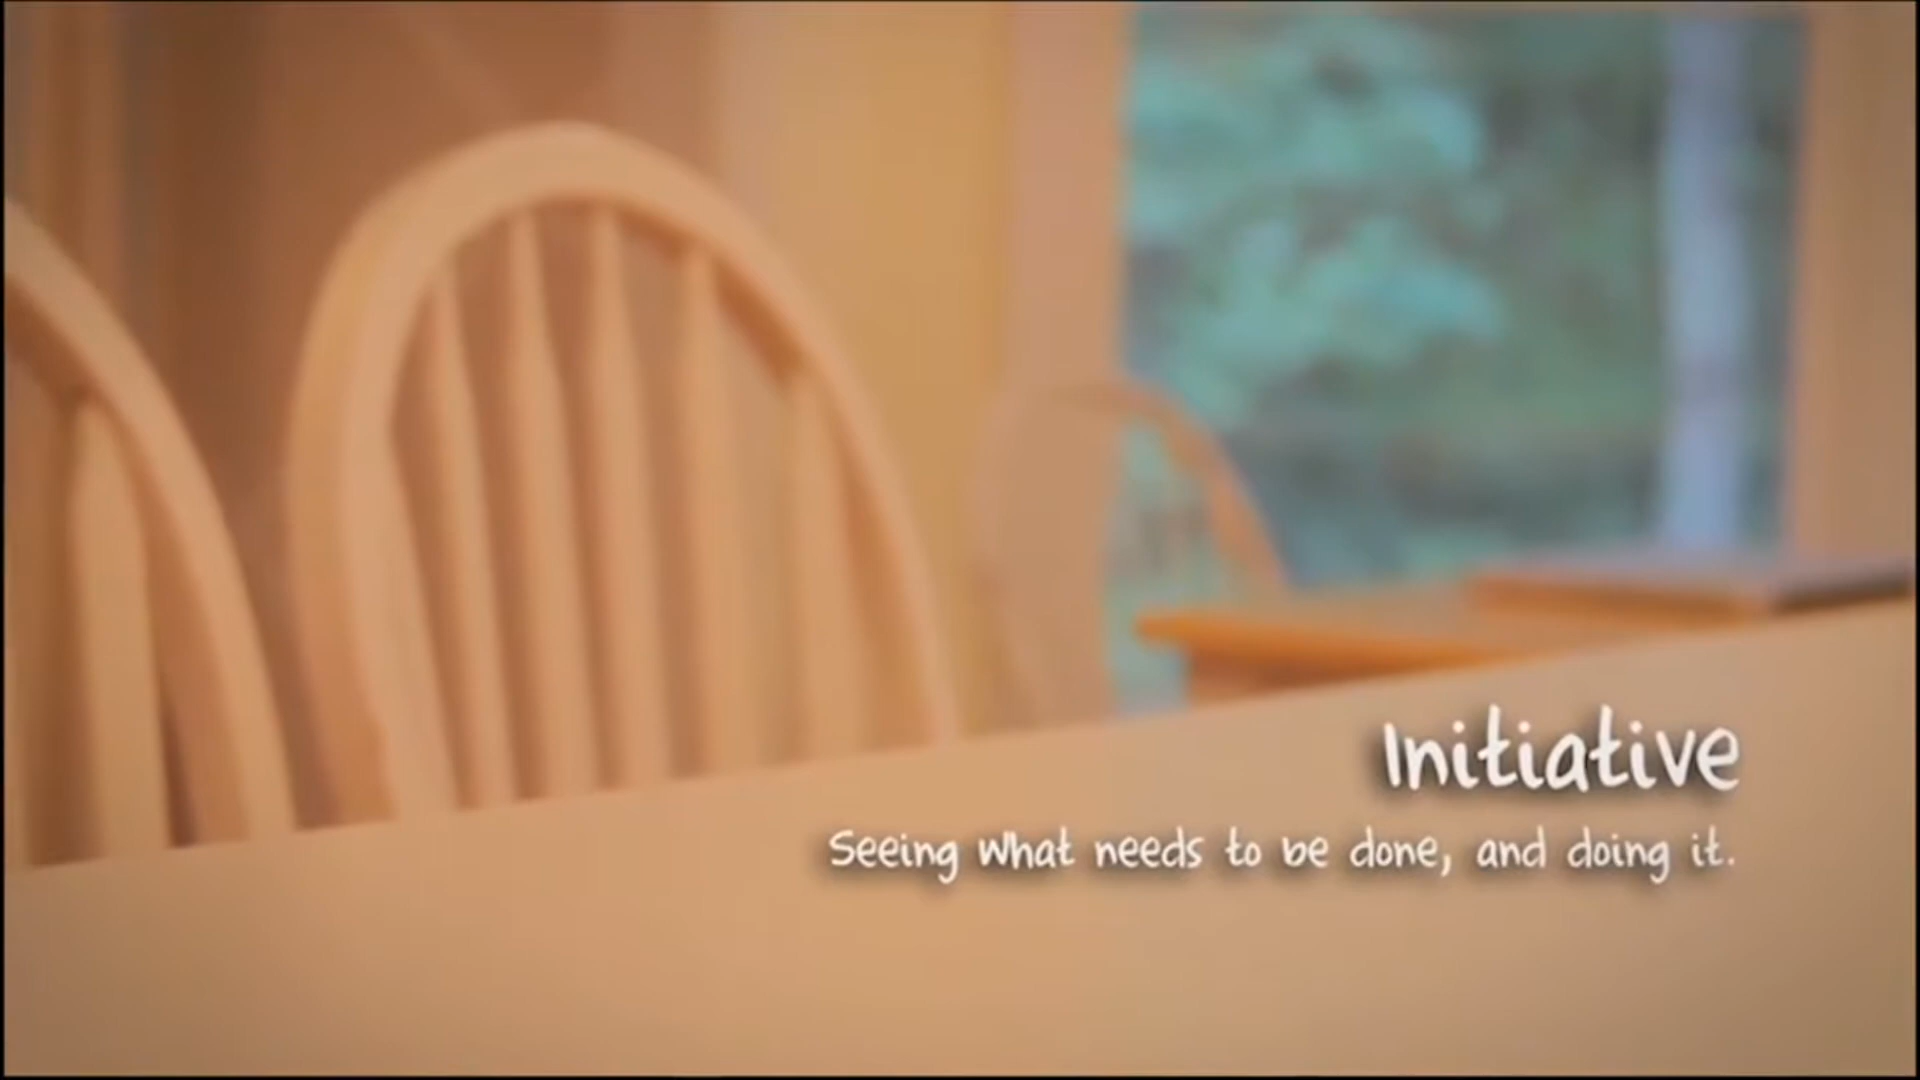 Initiative
Seeing what needs to be done, and doing it.